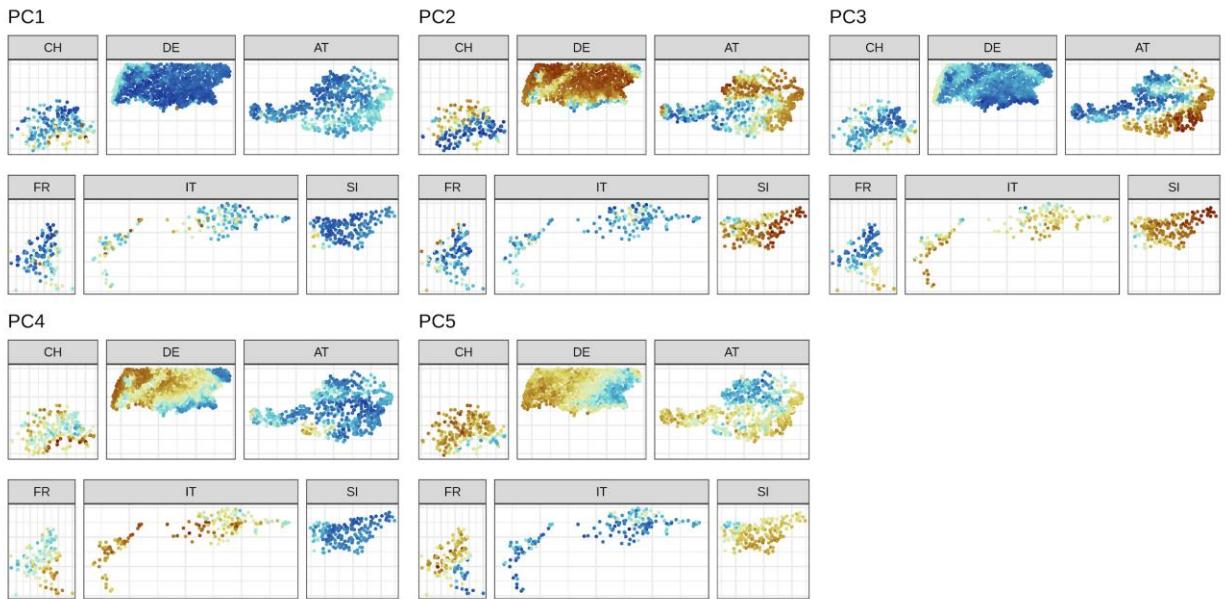 PC1
PC2
PC3
CH DE AT
CH DE AT
CH DE AT
FR IT SI
FR IT SI
FR IT SI
PC4
PC5
CH DE AT
CH DE AT
FR IT SI
FR IT SI